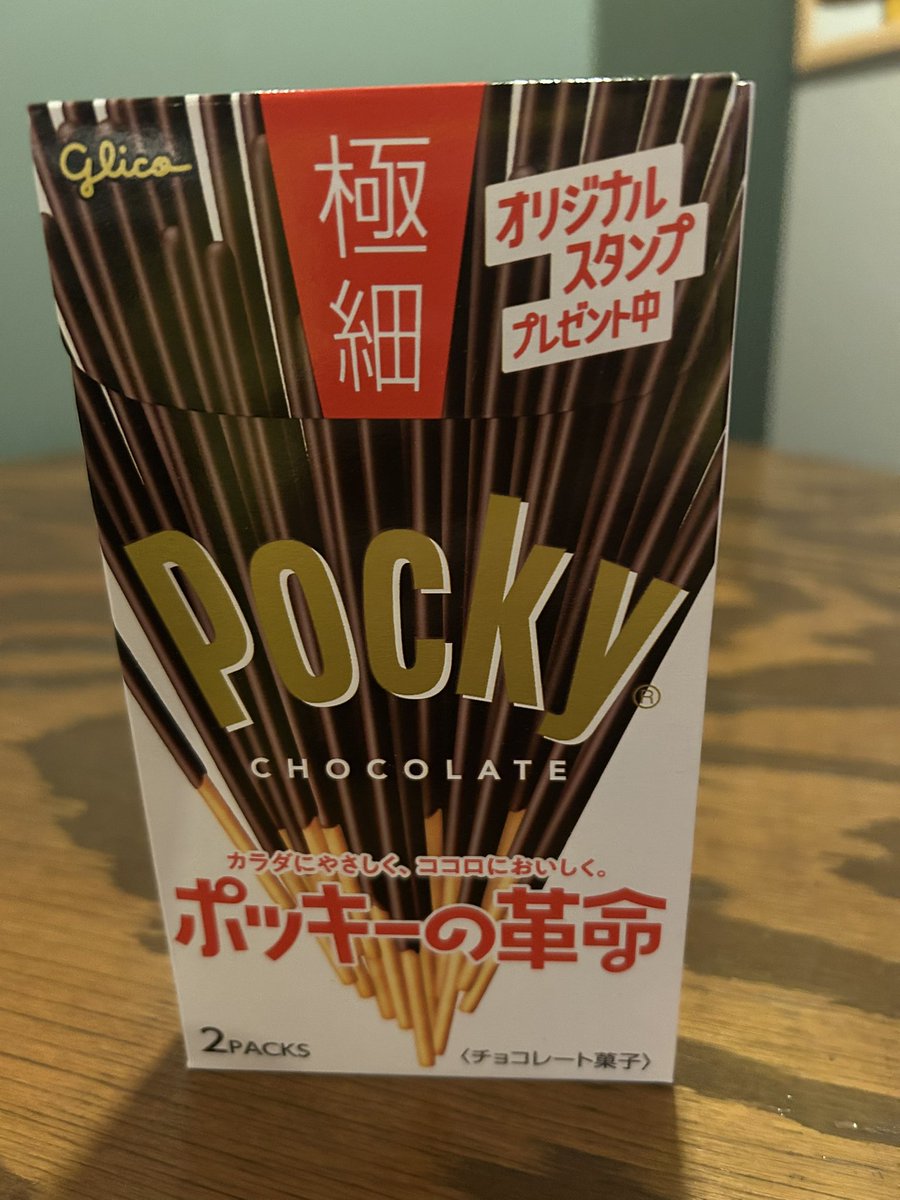 glico
極
細
オリジナル
スタンプ
プレゼント中
POCKY®
CHOCOLATE
カラダにやさしく、ココロにおいしく。
ポッキーの革命
2PACKS
〈チョコレート菓子〉